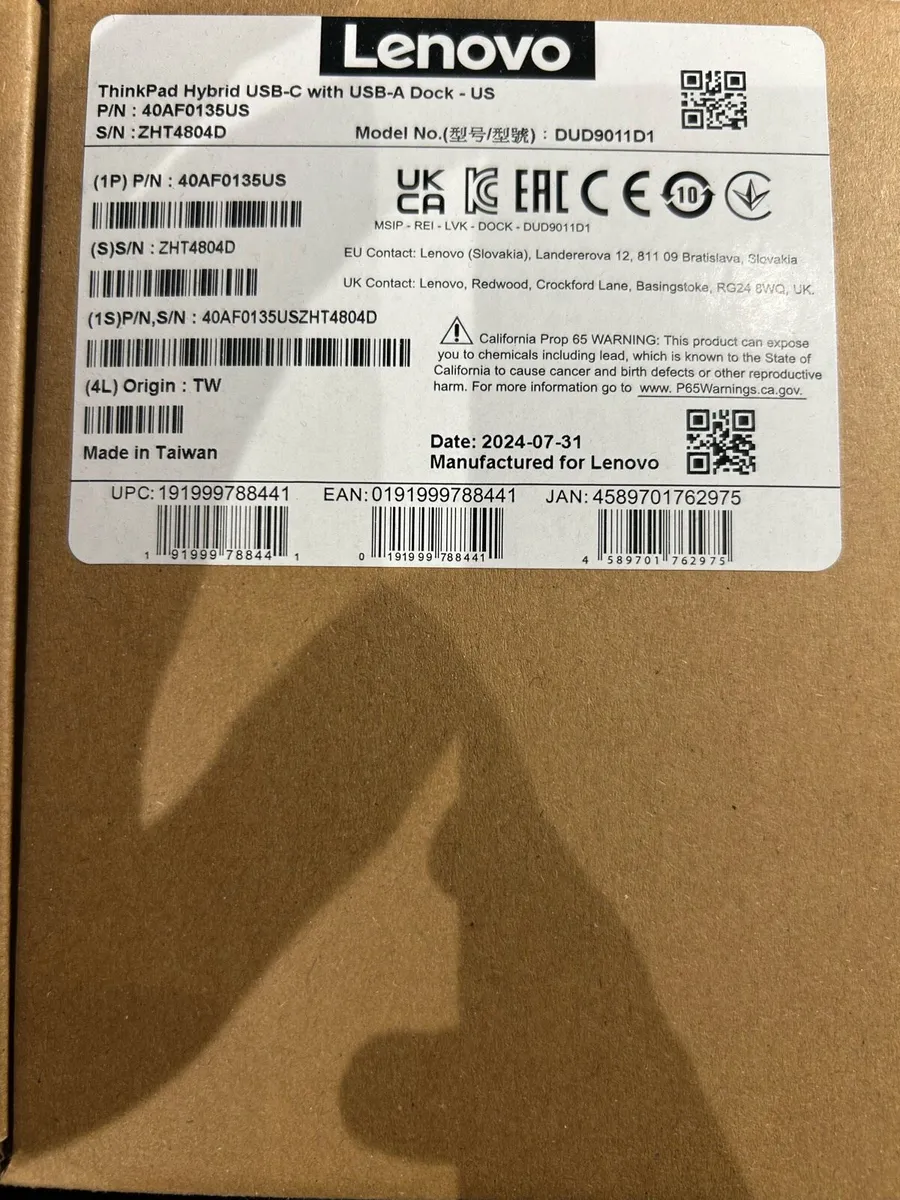 Lenovo
ThinkPad Hybrid USB-C with USB-A Dock - US
P/N : 40AF0135US
S/N : ZHT4804D
Model No.(型号/型號) : DUD9011D1
(1P) P/N : 40AF0135US
UK CA EAC CE 10
MSIP - REI - LVK - DOCK - DUD9011D1
(S)S/N : ZHT4804D
EU Contact: Lenovo (Slovakia), Landererova 12, 811 09 Bratislava, Slovakia
UK Contact: Lenovo, Redwood, Crockford Lane, Basingstoke, RG24 8WQ, UK.
(1S)P/N,S/N : 40AF0135USZHT4804D
California Prop 65 WARNING: This product can expose
you to chemicals including lead, which is known to the State of
California to cause cancer and birth defects or other reproductive
harm. For more information go to www. P65Warnings.ca.gov.
(4L) Origin : TW
Made in Taiwan
Date: 2024-07-31
Manufactured for Lenovo
UPC: 191999788441 EAN: 0191999788441 JAN: 4589701762975
1 91999 78844 1 0 191999 788441 4 589701 762975